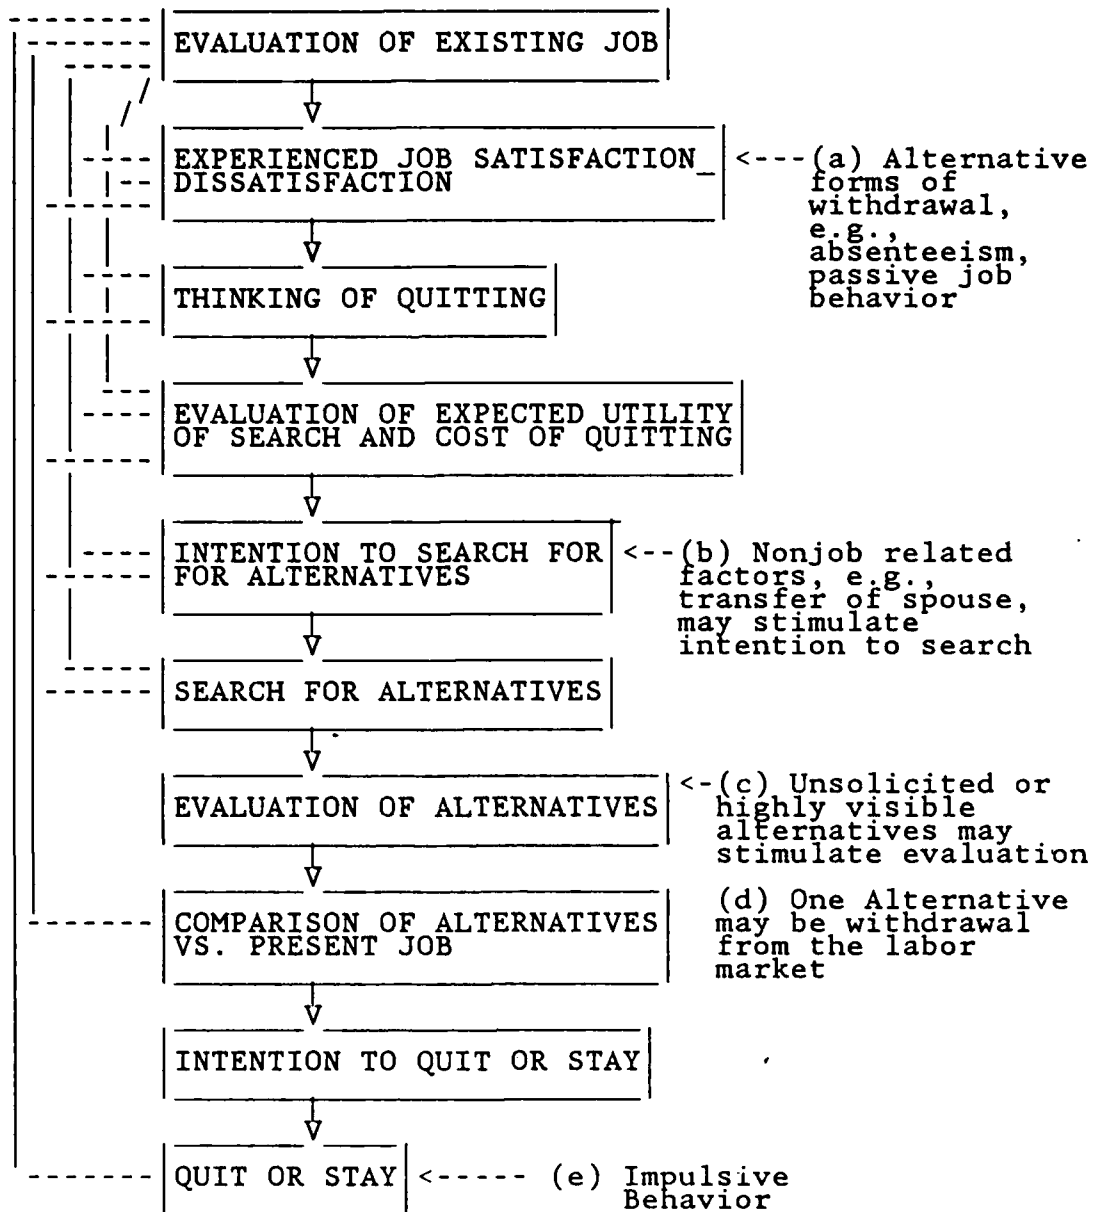 EVALUATION OF EXISTING JOB
EXPERIENCED JOB SATISFACTION_
DISSATISFACTION
<---(a) Alternative
forms of
withdrawal,
e.g.,
absenteeism,
passive job
behavior
THINKING OF QUITTING
EVALUATION OF EXPECTED UTILITY
OF SEARCH AND COST OF QUITTING
INTENTION TO SEARCH FOR
FOR ALTERNATIVES
<--(b) Nonjob related
factors, e.g.,
transfer of spouse,
may stimulate
intention to search
SEARCH FOR ALTERNATIVES
EVALUATION OF ALTERNATIVES
<-(c) Unsolicited or
highly visible
alternatives may
stimulate evaluation
COMPARISON OF ALTERNATIVES
VS. PRESENT JOB
(d) One Alternative
may be withdrawal
from the labor
market
INTENTION TO QUIT OR STAY
QUIT OR STAY
<----- (e) Impulsive
Behavior